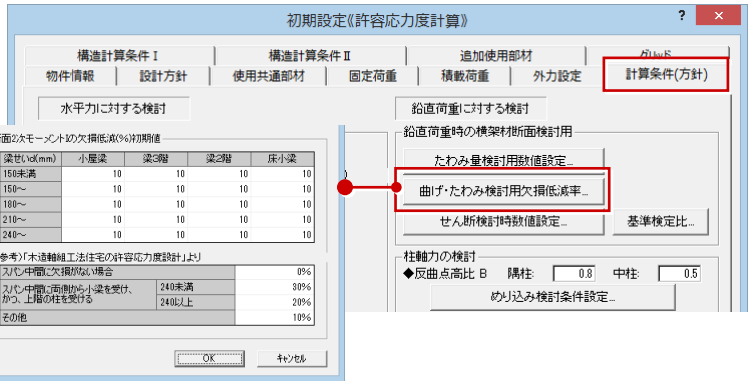 初期設定《許容応力度計算》
?
×
構造計算条件Ⅰ
構造計算条件Ⅱ
追加使用部材
グリッド
物件情報
設計方針
使用共通部材
固定荷重
積載荷重
外力設定
計算条件(方針)
水平力に対する検討
鉛直荷重に対する検討
面2次モーメントIの欠損低減(%)初期値
梁せいd(mm) 小屋梁 梁3階 梁2階 床小梁
150未満 10 10 10 10
150～ 10 10 10 10
180～ 10 10 10 10
210～ 10 10 10 10
240～ 10 10 10 10
参考)「木造軸組工法住宅の許容応力度設計」より
スパン中間に欠損がない場合 0%
スパン中間に両側から小梁を受け、かつ、上階の柱を受ける
240未満 30%
240以上 20%
その他 10%
OK
キャンセル
鉛直荷重時の横架材断面検討用
たわみ量検討用数値設定...
曲げ・たわみ検討用欠損低減率...
せん断検討時数値設定...
基準検定比...
柱軸力の検討
◆反曲点高比 B 隅柱: 0.8 中柱: 0.5
めり込み検討条件設定...